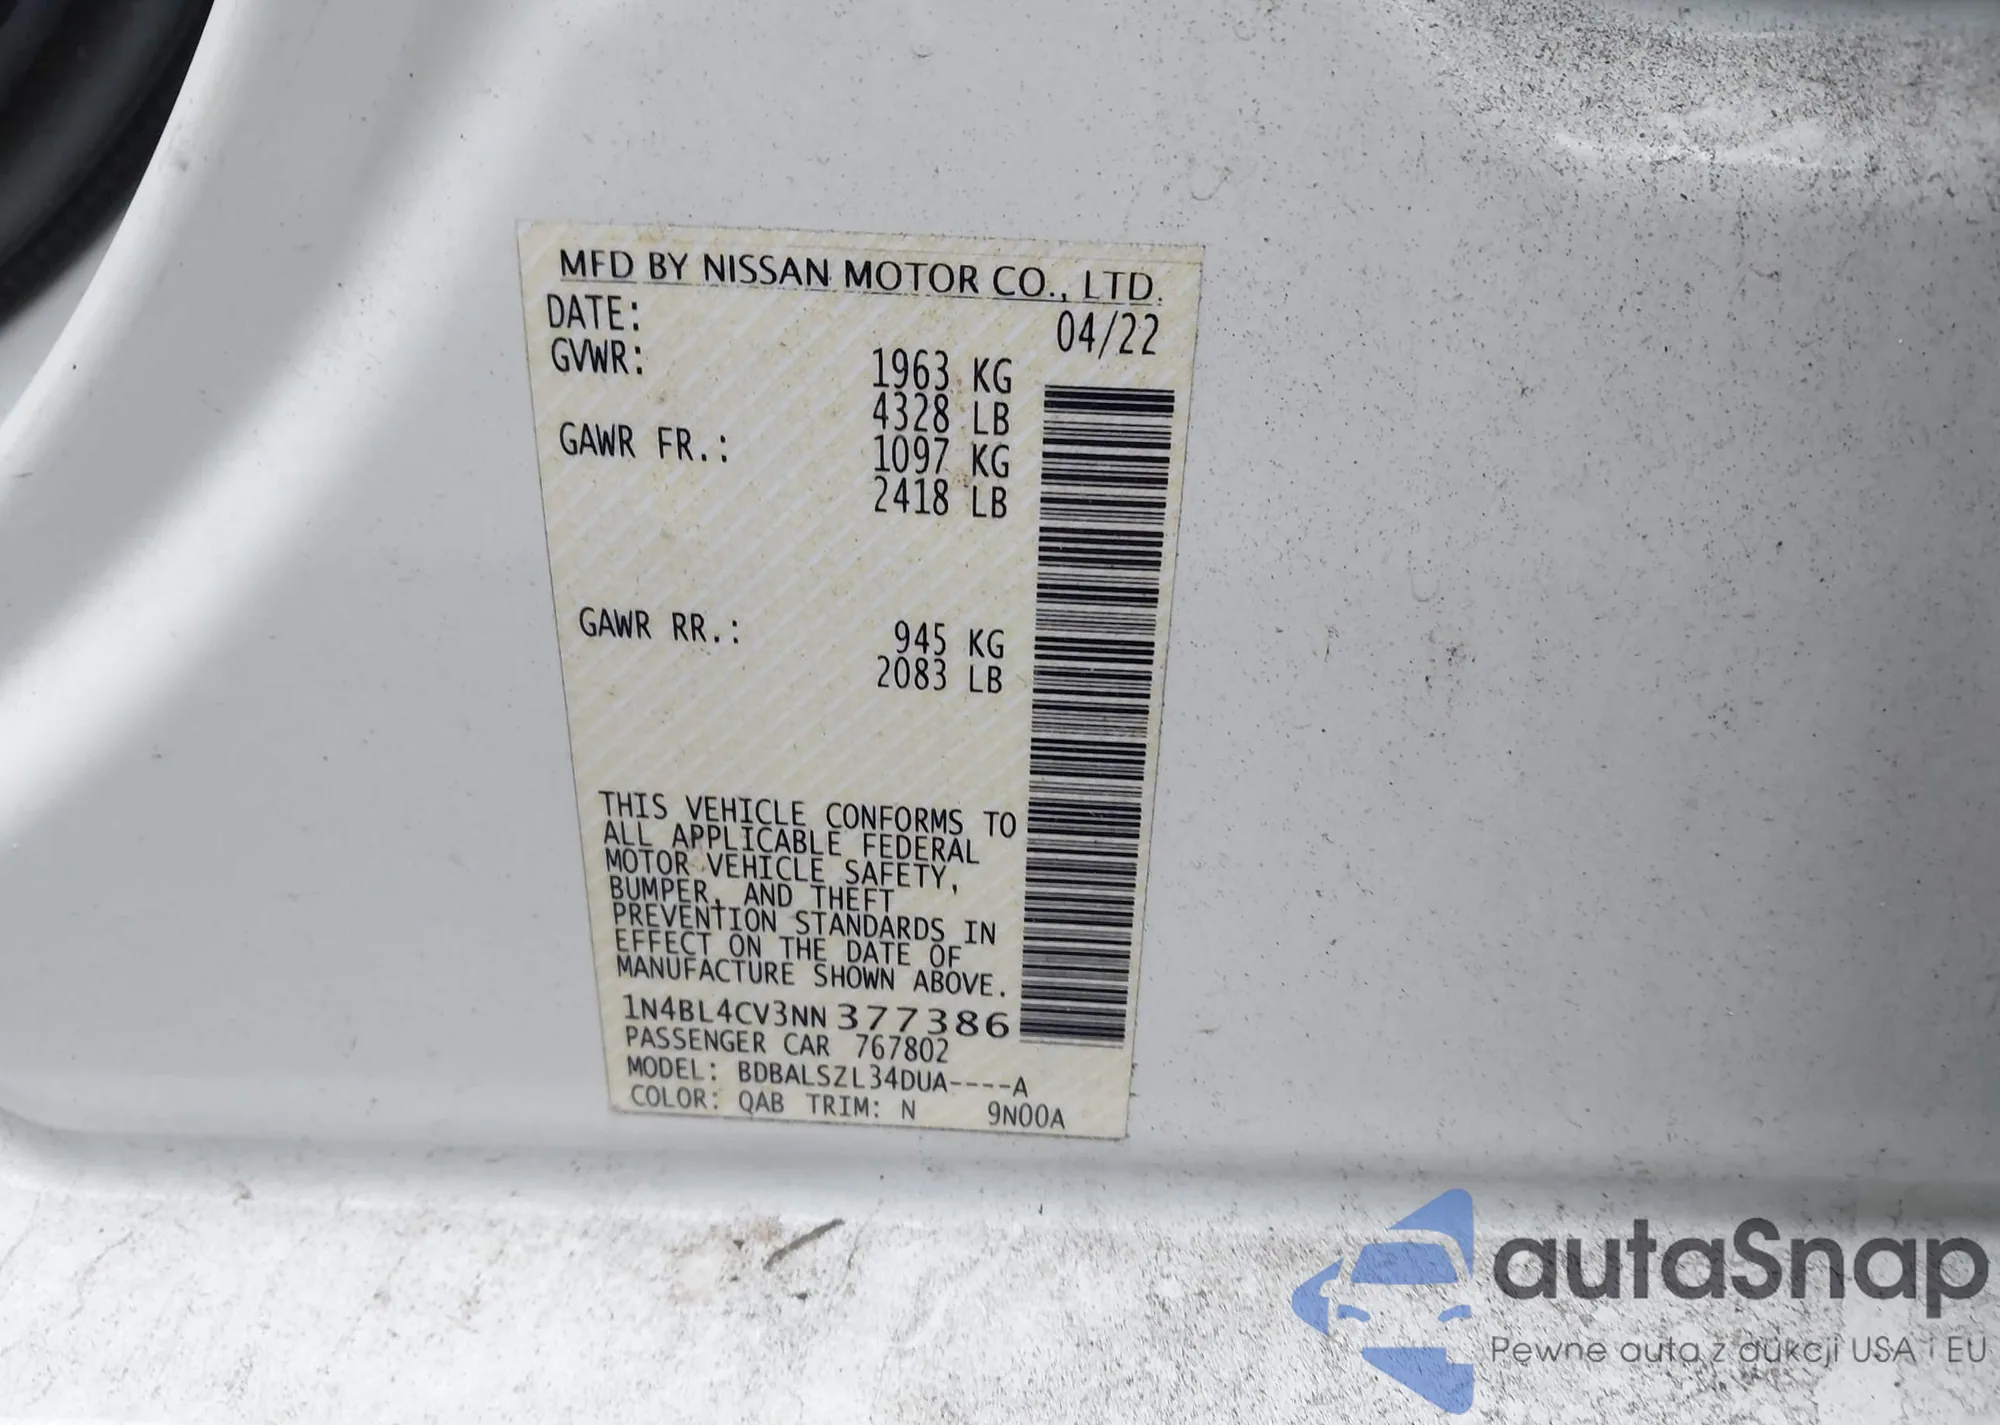 MFD BY NISSAN MOTOR CO., LTD.
DATE: 04/22
GVWR: 1963 KG
4328 LB
GAWR FR.: 1097 KG
2418 LB
GAWR RR.: 945 KG
2083 LB
THIS VEHICLE CONFORMS TO
ALL APPLICABLE FEDERAL
MOTOR VEHICLE SAFETY,
BUMPER, AND THEFT
PREVENTION STANDARDS IN
EFFECT ON THE DATE OF
MANUFACTURE SHOWN ABOVE.
1N4BL4CV3NN377386
PASSENGER CAR 767802
MODEL: BDBALSZL34DUA----A
COLOR: QAB TRIM: N 9N00A
autaSnap
Pewne auta z aukcji USA i EU